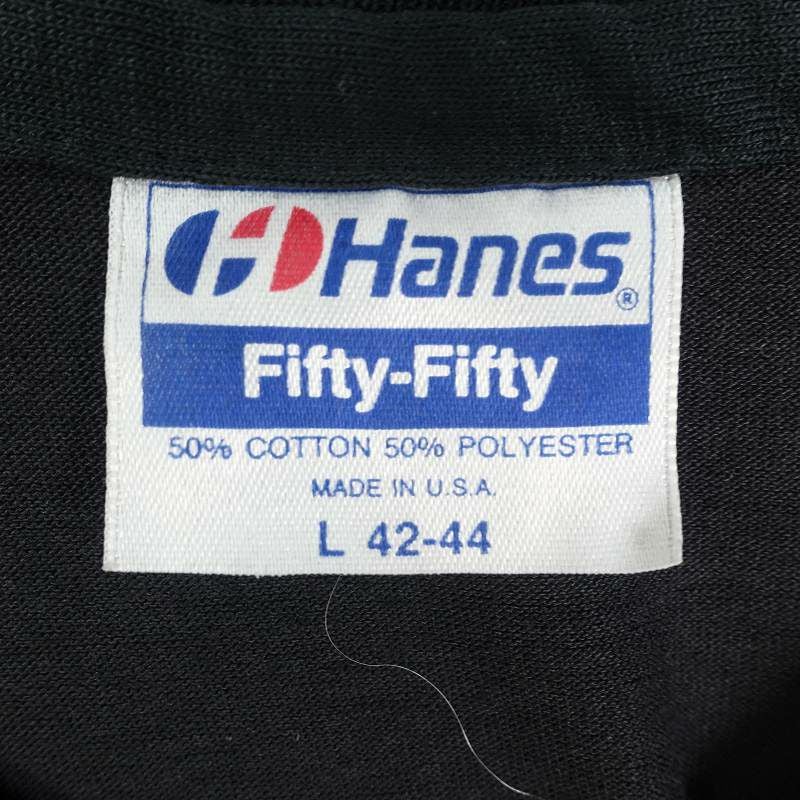 Hanes®
Fifty-Fifty
50% COTTON 50% POLYESTER
MADE IN U.S.A.
L 42-44